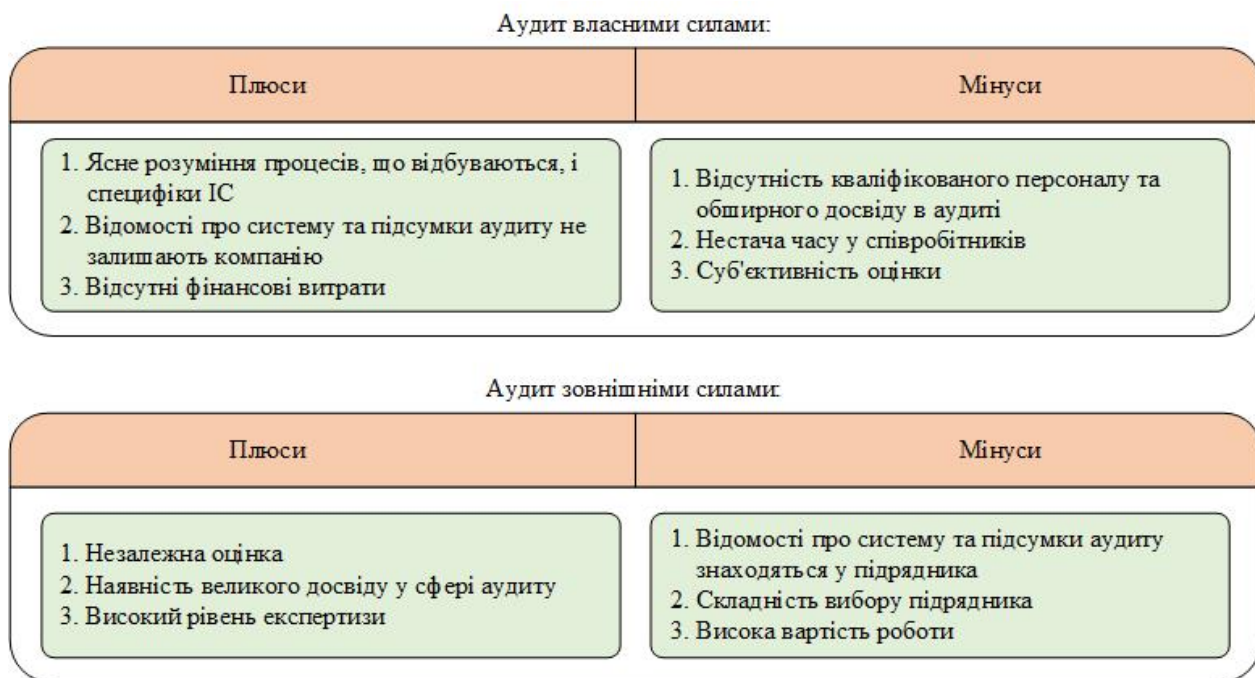 Аудит власними силами:
Плюси
Мінуси
1. Ясне розуміння процесів, що відбуваються, і
специфіки ІС
2. Відомості про систему та підсумки аудиту не
залишають компанію
3. Відсутні фінансові витрати
1. Відсутність кваліфікованого персоналу та
обширного досвіду в аудиті
2. Нестача часу у співробітників
3. Суб'єктивність оцінки
Аудит зовнішніми силами:
Плюси
Мінуси
1. Незалежна оцінка
2. Наявність великого досвіду у сфері аудиту
3. Високий рівень експертизи
1. Відомості про систему та підсумки аудиту
знаходяться у підрядника
2. Складність вибору підрядника
3. Висока вартість роботи